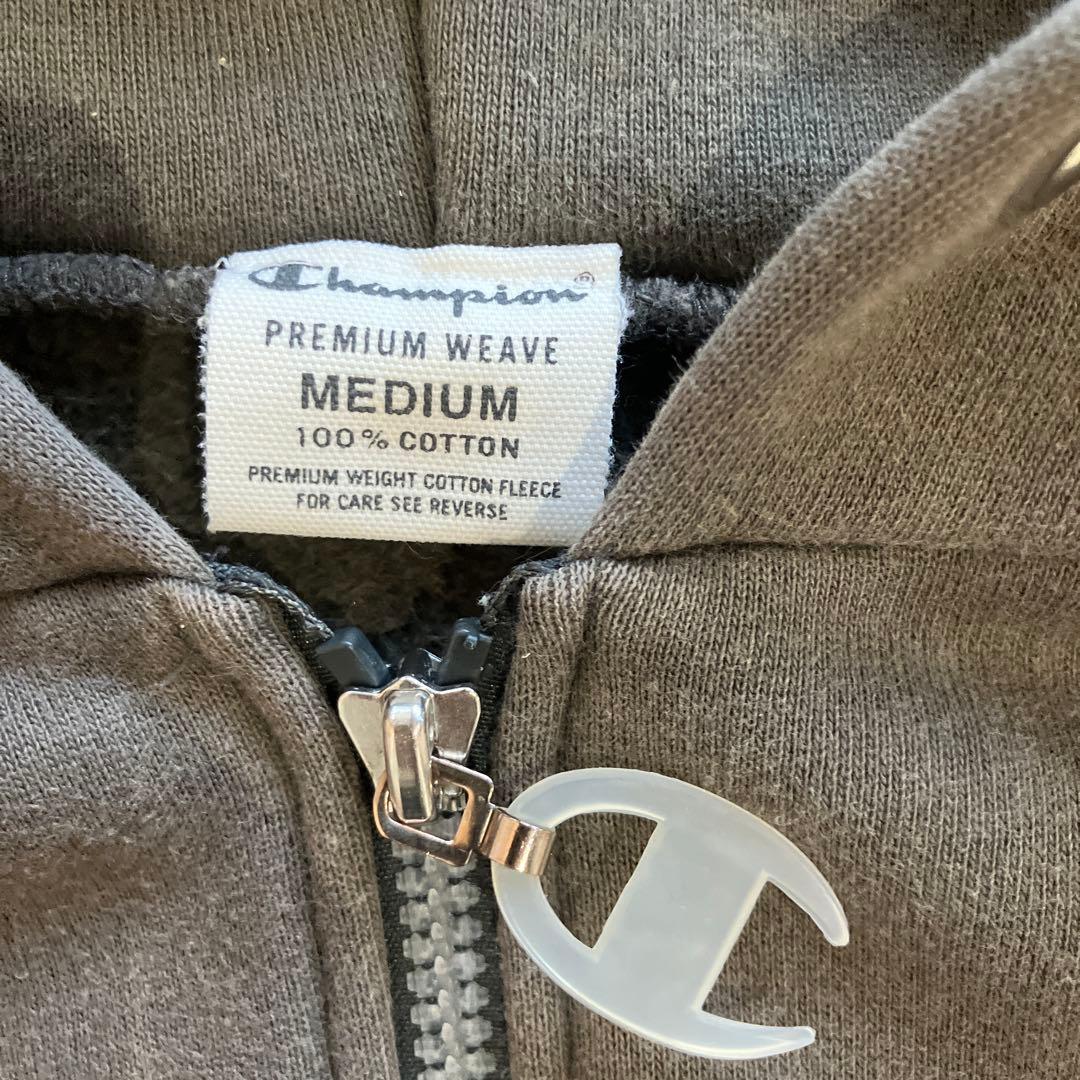 Champion®
PREMIUM WEAVE
MEDIUM
100% COTTON
PREMIUM WEIGHT COTTON FLEECE
FOR CARE SEE REVERSE